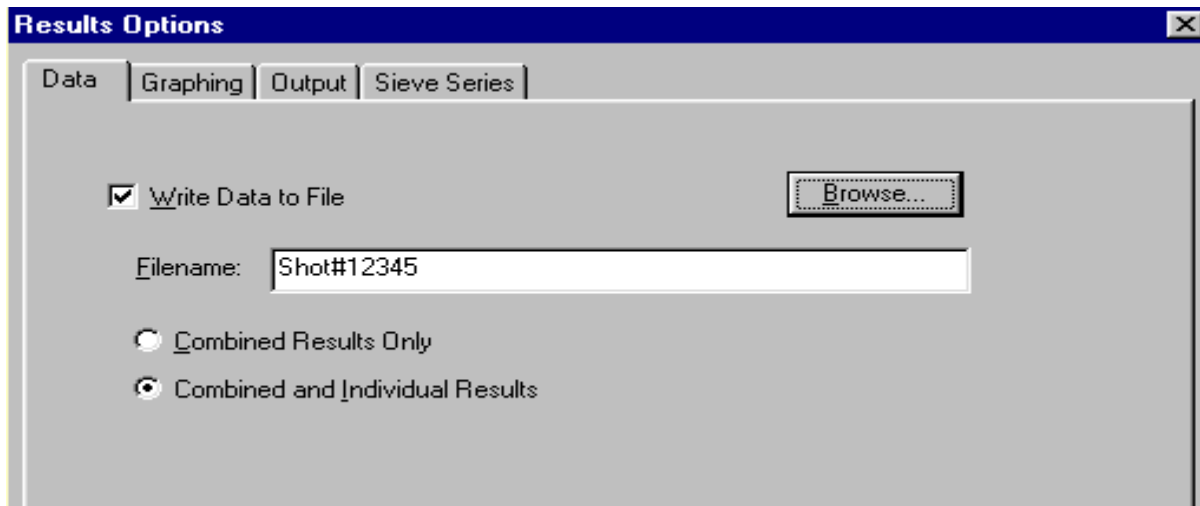 Results Options
Data Graphing Output Sieve Series
Write Data to File Browse...
Filename: Shot#12345
Combined Results Only
Combined and Individual Results